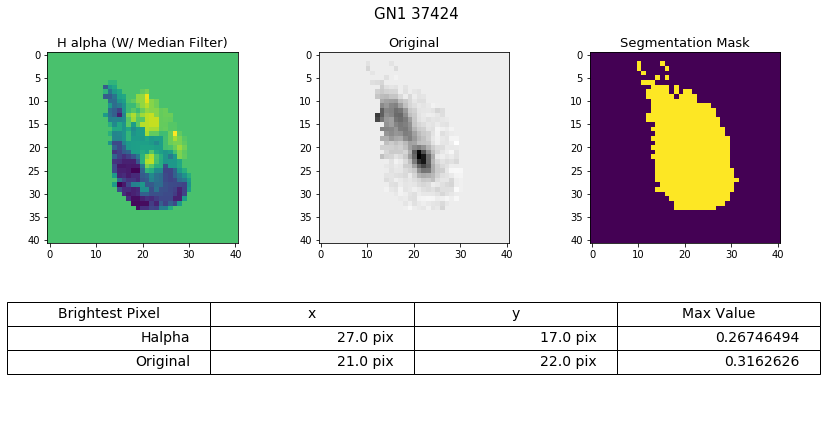 GN1 37424
H alpha (W/ Median Filter)
Original
Segmentation Mask
0
5
10
15
20
25
30
35
40
0 10 20 30 40
0
5
10
15
20
25
30
35
40
0 10 20 30 40
0
5
10
15
20
25
30
35
40
0 10 20 30 40
Brightest Pixel x y Max Value
Halpha 27.0 pix 17.0 pix 0.26746494
Original 21.0 pix 22.0 pix 0.3162626